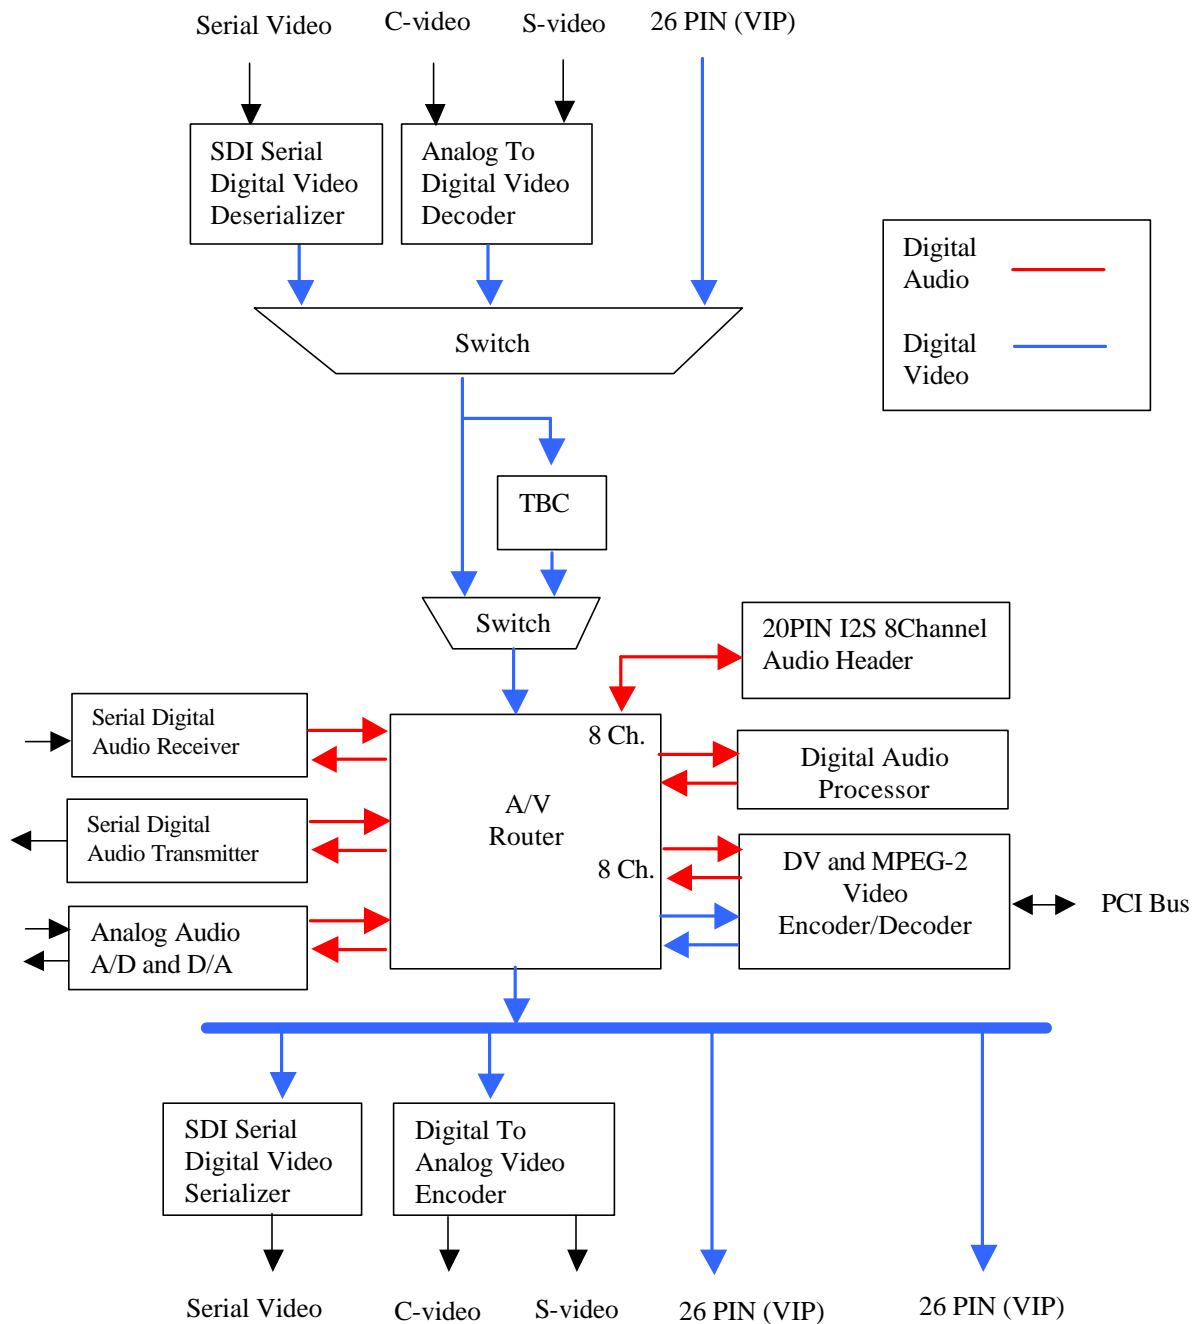 Serial Video
C-video
S-video
26 PIN (VIP)
SDI Serial
Digital Video
Deserializer
Analog To
Digital Video
Decoder
Digital
Audio
Digital
Video
Switch
TBC
Switch
20PIN I2S 8Channel
Audio Header
Serial Digital
Audio Receiver
8 Ch.
Digital Audio
Processor
A/V
Router
Serial Digital
Audio Transmitter
8 Ch.
DV and MPEG-2
Video
Encoder/Decoder
PCI Bus
Analog Audio
A/D and D/A
SDI Serial
Digital Video
Serializer
Digital To
Analog Video
Encoder
Serial Video
C-video
S-video
26 PIN (VIP)
26 PIN (VIP)